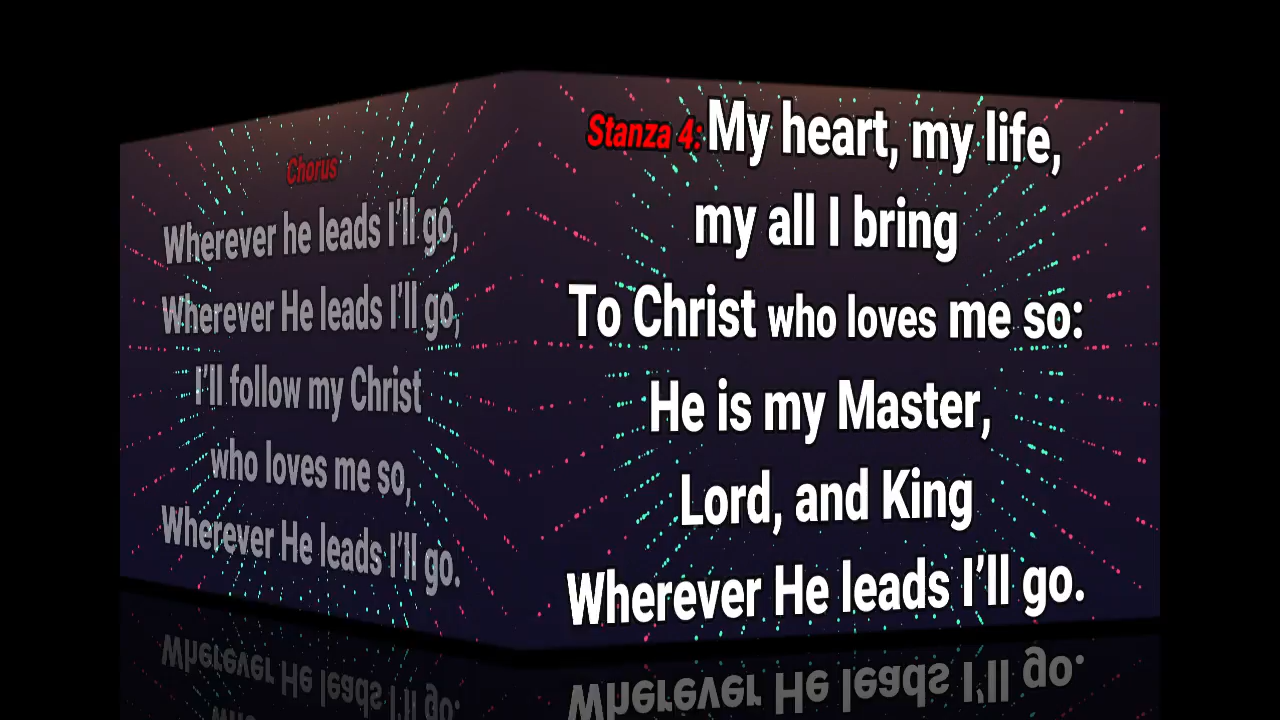 Chorus
Wherever he leads I'll go,
Wherever He leads I'll go,
I'll follow my Christ
who loves me so,
Wherever He leads I'll go.
Stanza 4: My heart, my life,
my all I bring
To Christ who loves me so:
He is my Master,
Lord, and King
Wherever He leads I'll go.